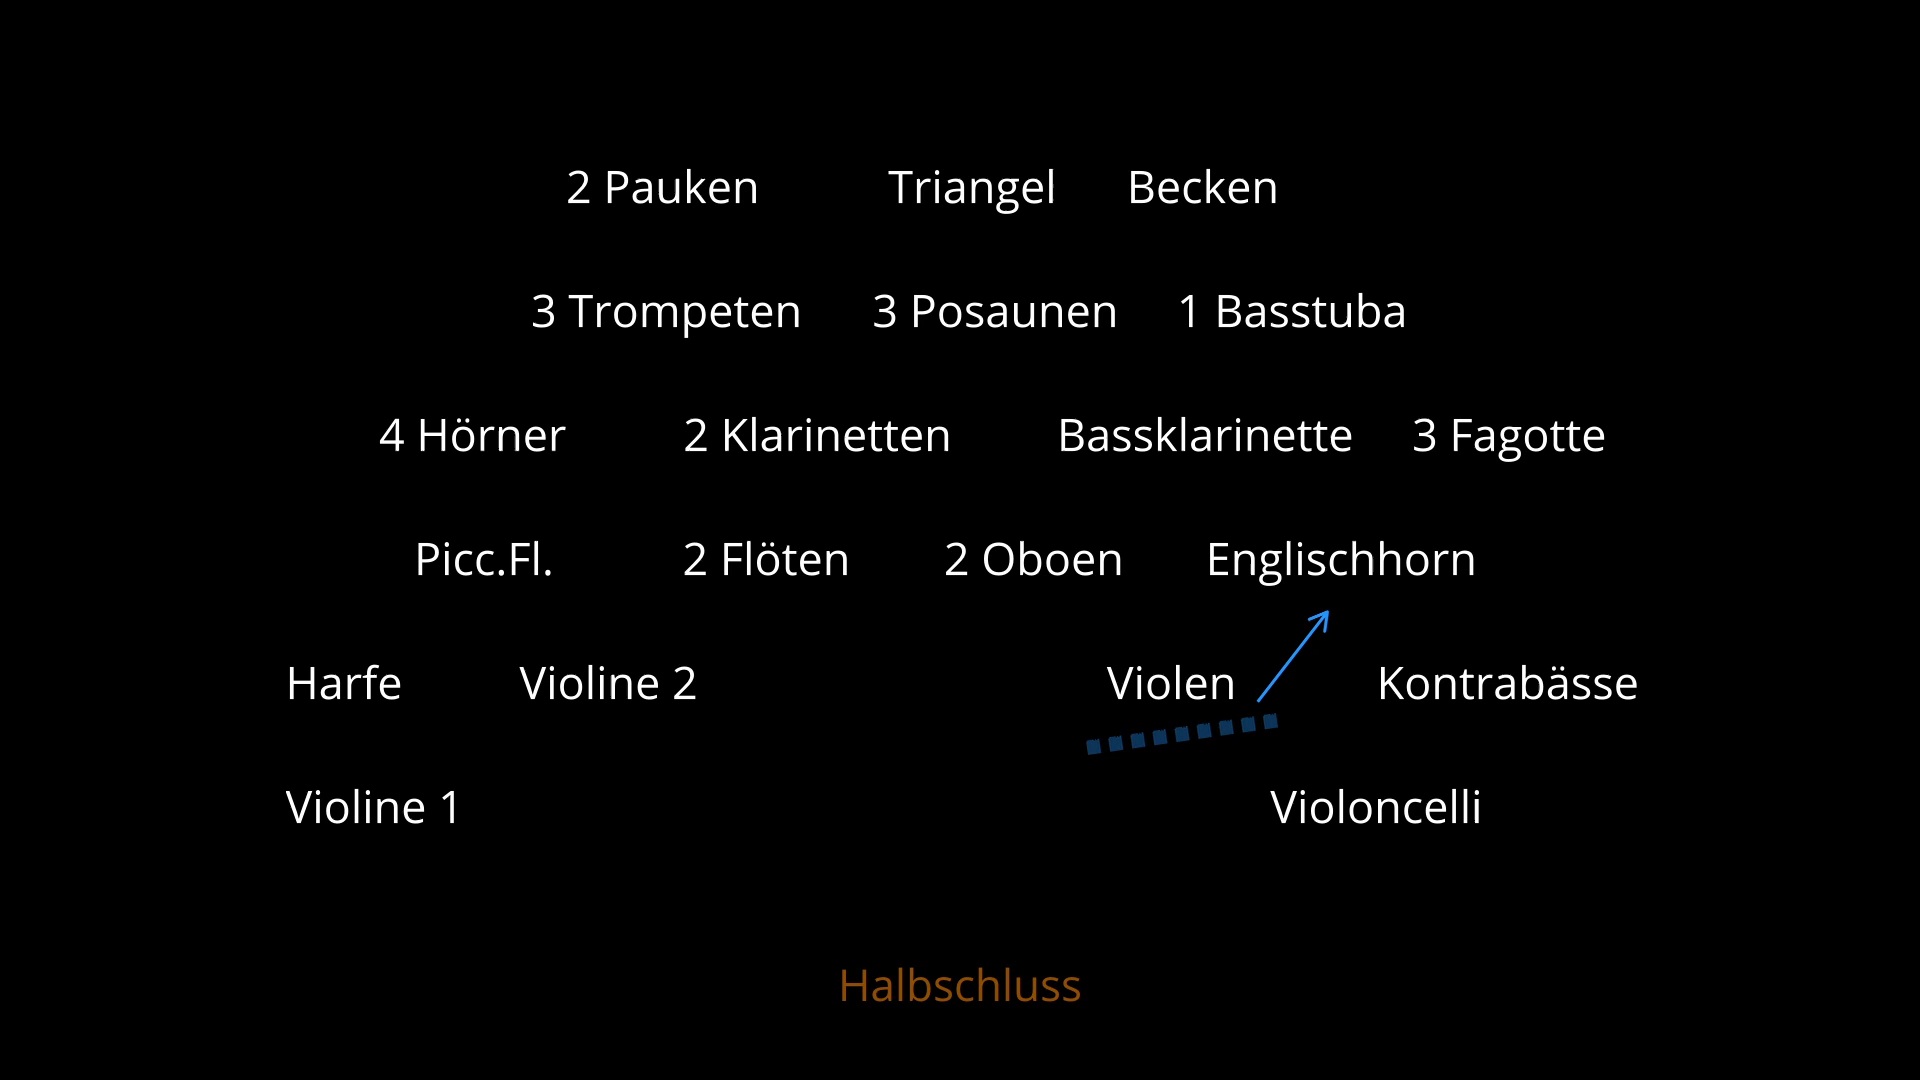 2 Pauken Triangel Becken
3 Trompeten 3 Posaunen 1 Basstuba
4 Hörner 2 Klarinetten Bassklarinette 3 Fagotte
Picc.Fl. 2 Flöten 2 Oboen Englischhorn
Harfe Violine 2 Violen Kontrabässe
Violine 1 Violoncelli
Halbschluss